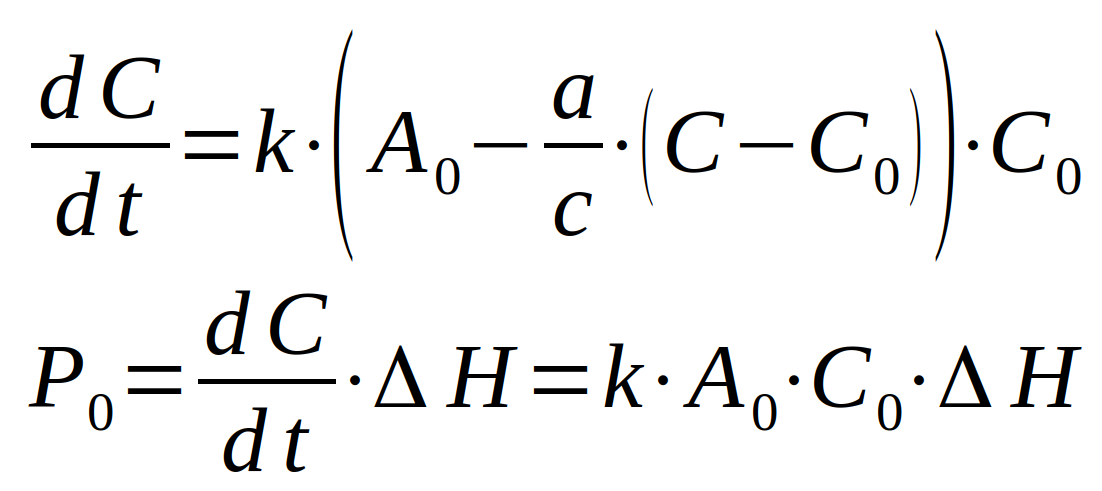 dC/dt = k·(A₀ − a/c·(C − C₀))·C₀
P₀ = dC/dt·ΔH = k·A₀·C₀·ΔH